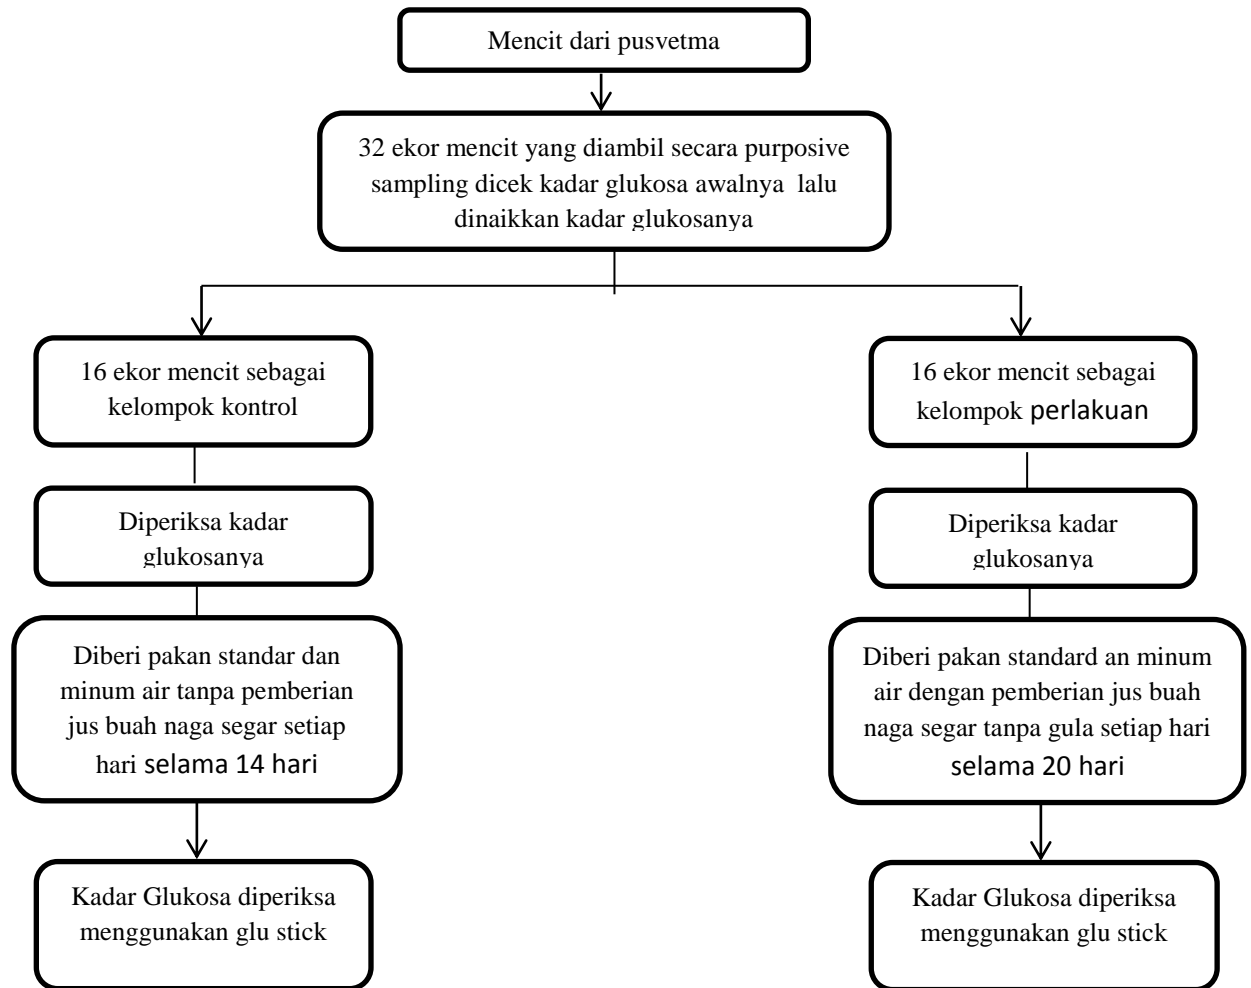 Mencit dari pusvetma
32 ekor mencit yang diambil secara purposive
sampling dicek kadar glukosa awalnya lalu
dinaikkan kadar glukosanya
16 ekor mencit sebagai
kelompok kontrol
16 ekor mencit sebagai
kelompok perlakuan
Diperiksa kadar
glukosanya
Diperiksa kadar
glukosanya
Diberi pakan standar dan
minum air tanpa pemberian
jus buah naga segar setiap
hari selama 14 hari
Diberi pakan standard an minum
air dengan pemberian jus buah
naga segar tanpa gula setiap hari
selama 20 hari
Kadar Glukosa diperiksa
menggunakan glu stick
Kadar Glukosa diperiksa
menggunakan glu stick